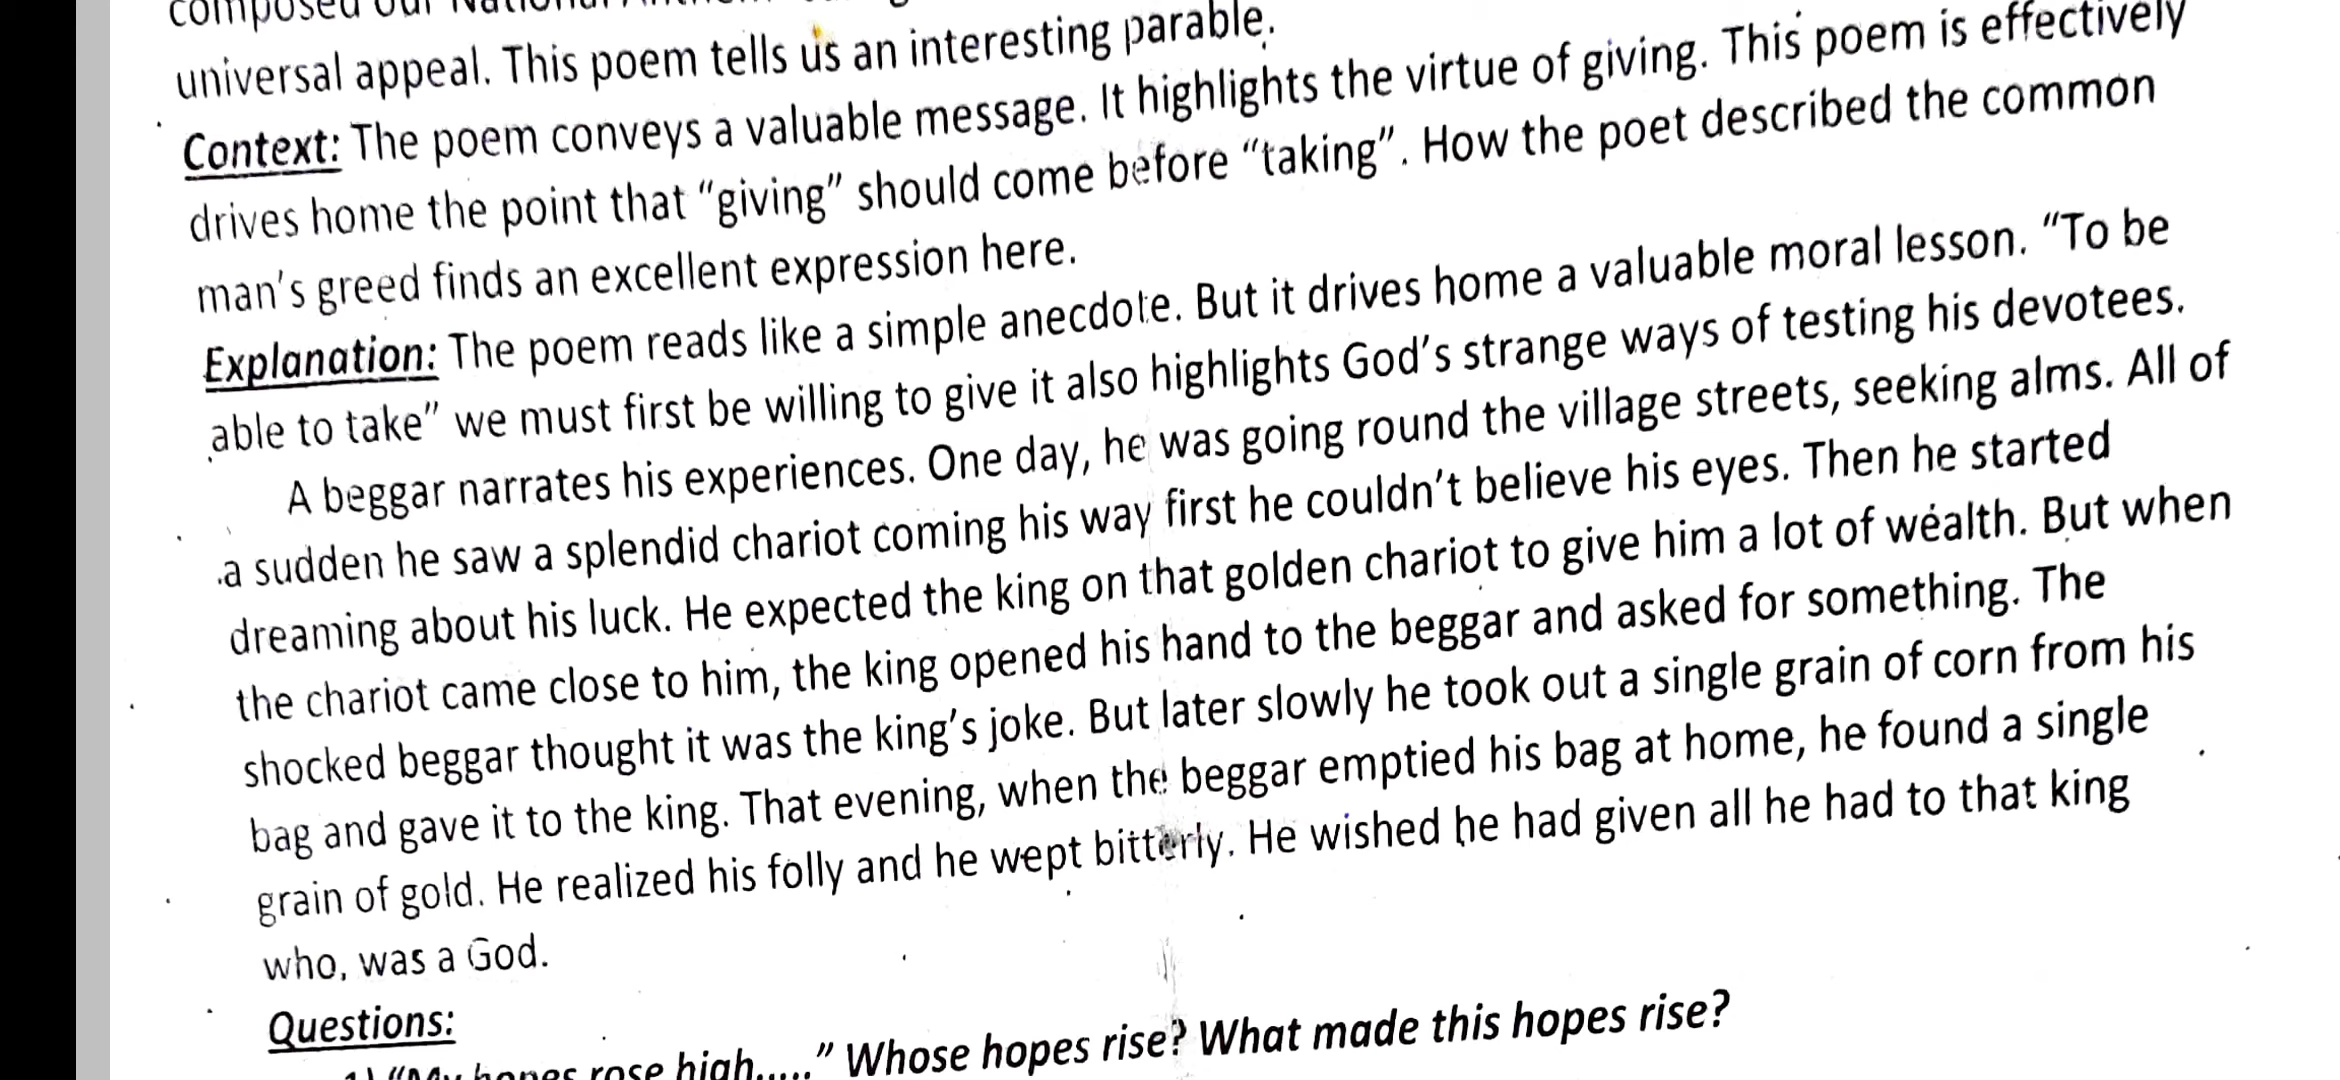 composed our National Anthem
universal appeal. This poem tells us an interesting parable.
Context: The poem conveys a valuable message. It highlights the virtue of giving. This poem is effectively
drives home the point that "giving" should come before "taking". How the poet described the common
man's greed finds an excellent expression here.
Explanation: The poem reads like a simple anecdote. But it drives home a valuable moral lesson. "To be
able to take" we must first be willing to give it also highlights God's strange ways of testing his devotees.
A beggar narrates his experiences. One day, he was going round the village streets, seeking alms. All of
a sudden he saw a splendid chariot coming his way first he couldn't believe his eyes. Then he started
dreaming about his luck. He expected the king on that golden chariot to give him a lot of wealth. But when
the chariot came close to him, the king opened his hand to the beggar and asked for something. The
shocked beggar thought it was the king's joke. But later slowly he took out a single grain of corn from his
bag and gave it to the king. That evening, when the beggar emptied his bag at home, he found a single
grain of gold. He realized his folly and he wept bitterly. He wished he had given all he had to that king
who, was a God.
Questions:
1) "My hopes rose high....." Whose hopes rise? What made this hopes rise?